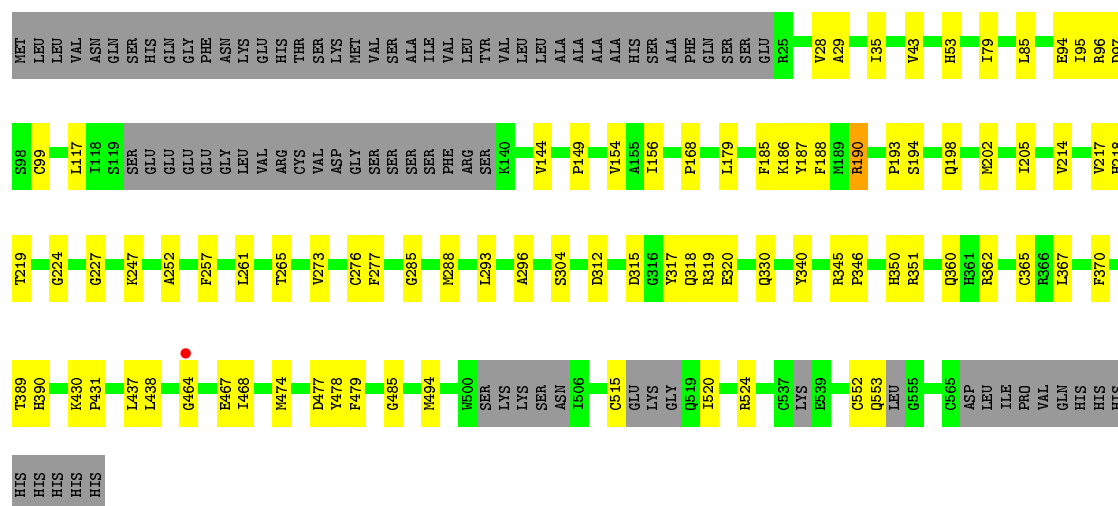 MET LEU LEU VAL ASN GLN SER HIS GLN GLY PHE ASN LYS GLU HIS THR SER LYS MET VAL SER ALA ILE VAL LEU TYR VAL LEU LEU ALA ALA ALA ALA HIS SER ALA PHE GLN SER SER GLU R25 V28 A29 I35 V43 H53 I79 L85 E94 I95 R96 D97
S98 C99 L117 I118 S119 SER GLU GLU GLU GLU GLY LEU VAL ARG CYS VAL ASP GLY SER SER SER SER PHE ARG SER K140 V144 P149 V154 A155 I156 P168 L179 F185 K186 Y187 F188 M189 R190 P193 S194 Q198 M202 I205 V214 V217 H218
T219 G224 G227 K247 A252 F257 L261 T265 V273 C276 F277 G285 M288 L293 A296 S304 D312 D315 G316 Y317 Q318 R319 E320 Q330 Y340 R345 P346 H350 R351 Q360 H361 R362 C365 R366 L367 F370
T389 H390 K430 P431 L437 L438 G464 E467 I468 M474 D477 Y478 F479 G485 M494 W500 SER LYS LYS SER ASN I506 C515 GLU LYS GLY Q519 I520 R524 C537 LYS E539 C552 Q553 LEU G555 C565 ASP LEU ILE PRO VAL GLN HIS HIS HIS
HIS HIS HIS HIS HIS